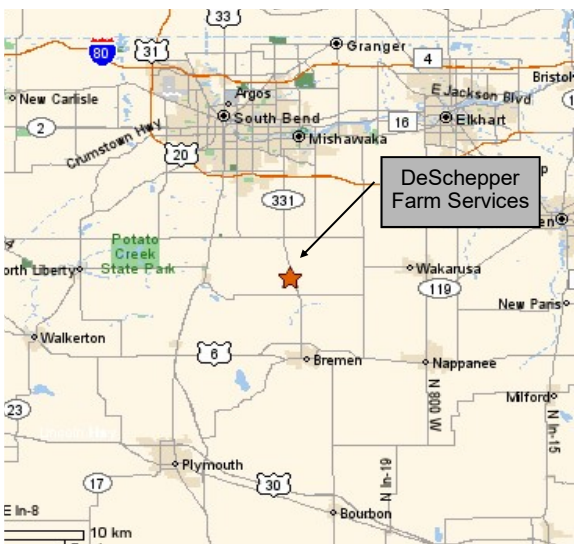 33
Granger
80
31
4
Bristol
Argos
E Jackson Blvd
New Carlisle
South Bend
16
Elkhart
2
Mishawaka
Crumstown Hwy
20
DeSchepper
Farm Services
331
Potato
Creek
State Park
orth Liberty
Wakarusa
119
New Paris
Walkerton
6
Bremen
Nappanee
N 800 W
Milford
23
N In-15
Plymouth
N In-19
17
30
E In-8
Bourbon
10 km